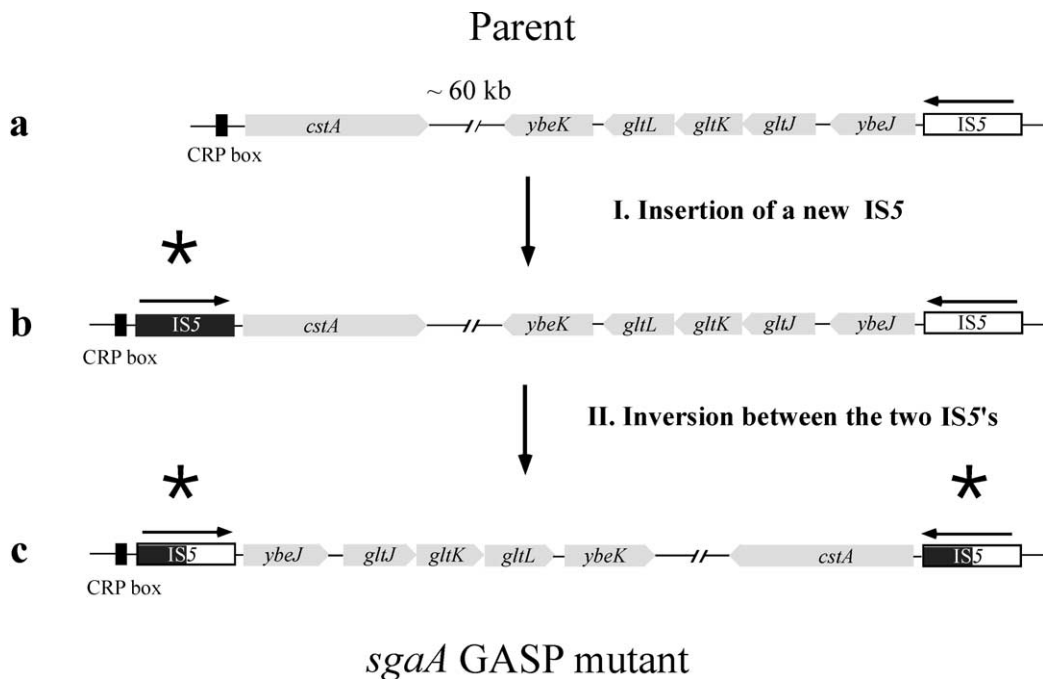 Parent
~ 60 kb
a cstA ybeK gltL gltK gltJ ybeJ IS5
CRP box
I. Insertion of a new IS5
*
b IS5 cstA ybeK gltL gltK gltJ ybeJ IS5
CRP box
II. Inversion between the two IS5's
* *
c IS5 ybeJ gltJ gltK gltL ybeK cstA IS5
CRP box
sgaA GASP mutant